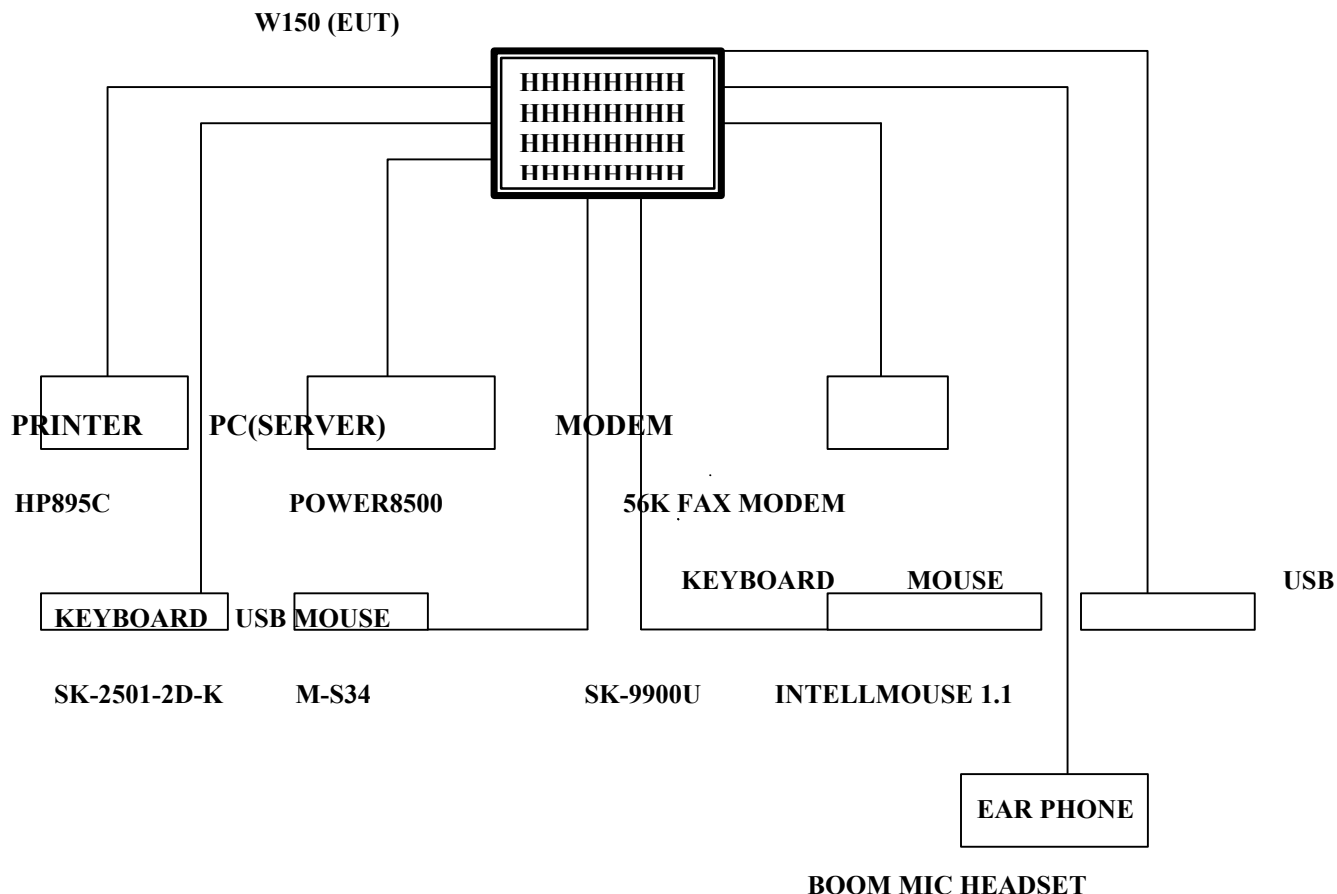 W150 (EUT)
HHHHHHHH
HHHHHHHH
HHHHHHHH
HHHHHHHH
PRINTER PC(SERVER) MODEM
HP895C POWER8500 56K FAX MODEM
KEYBOARD MOUSE USB
KEYBOARD USB MOUSE
SK-2501-2D-K M-S34 SK-9900U INTELLMOUSE 1.1
EAR PHONE
BOOM MIC HEADSET